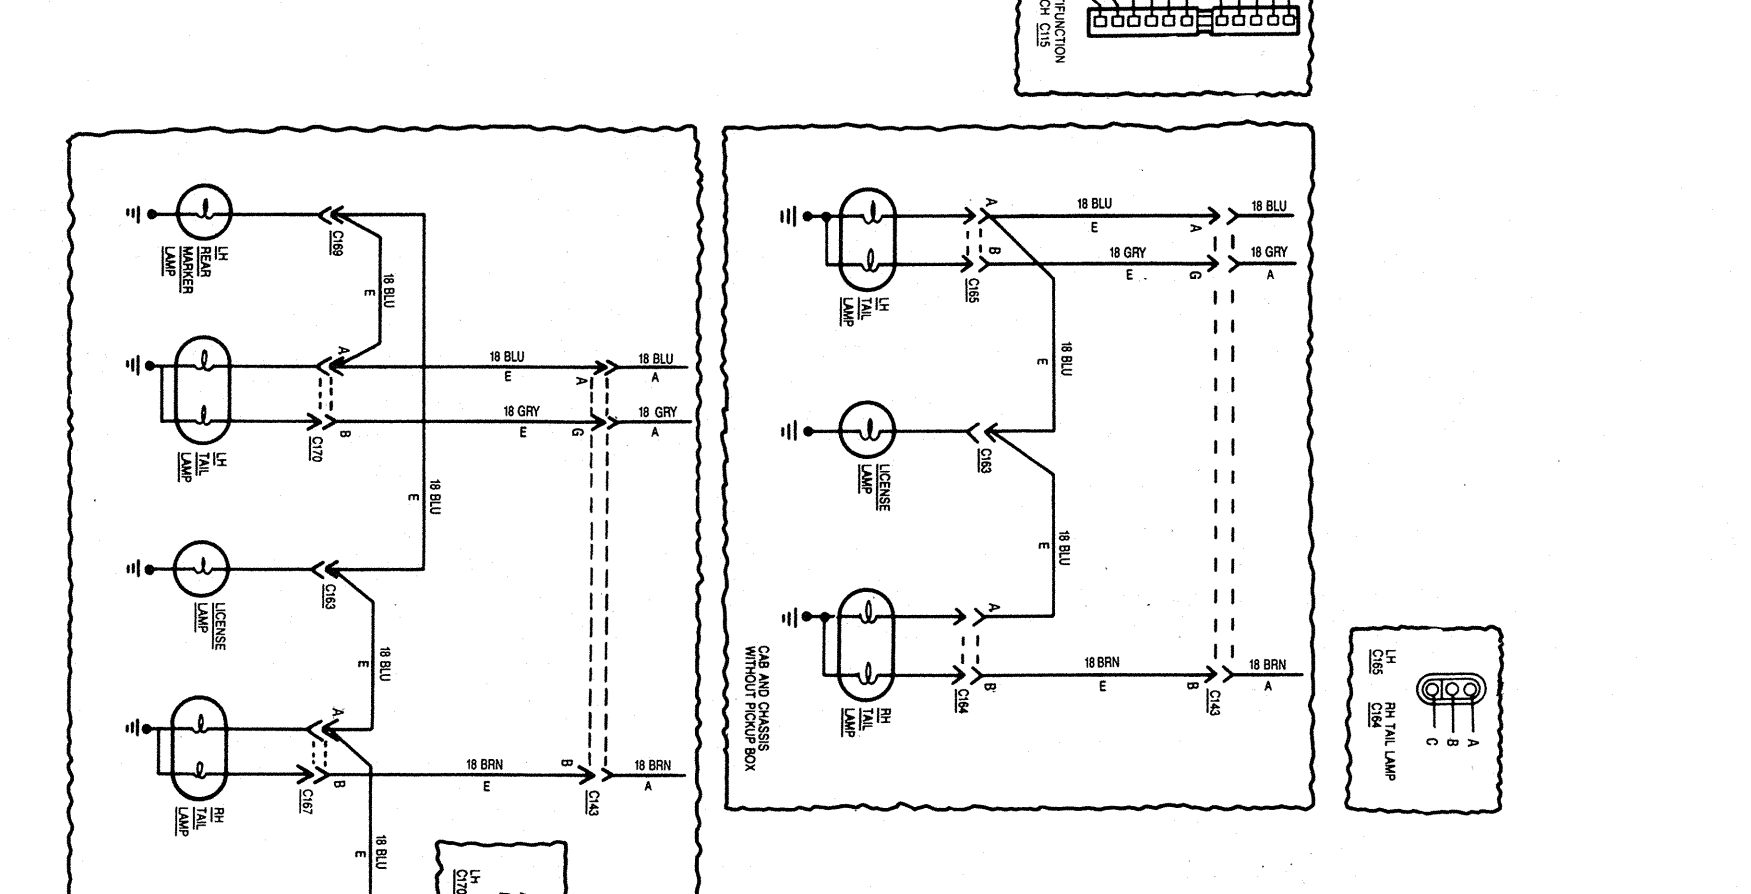 TIFUNCTION
CH C115
18 BLU
E
A
18 BLU
18 GRY
E
G
18 GRY
A
A
B
C165
LH
TAIL
LAMP
18 BLU
E
C163
LICENSE
LAMP
18 BLU
E
A
B
C164
RH
TAIL
LAMP
18 BRN
E
B
C143
18 BRN
A
CAB AND CHASSIS
WITHOUT PICKUP BOX
LH
C165
RH TAIL LAMP
C164
A
B
C
C169
LH
REAR
MARKER
LAMP
18 BLU
E
A
B
C170
LH
TAIL
LAMP
18 BLU
E
A
18 BLU
A
18 GRY
E
G
18 GRY
A
18 BLU
E
C163
LICENSE
LAMP
18 BLU
E
A
B
C167
RH
TAIL
LAMP
18 BRN
E
B
C143
18 BRN
A
18 BLU
E
LH
C170